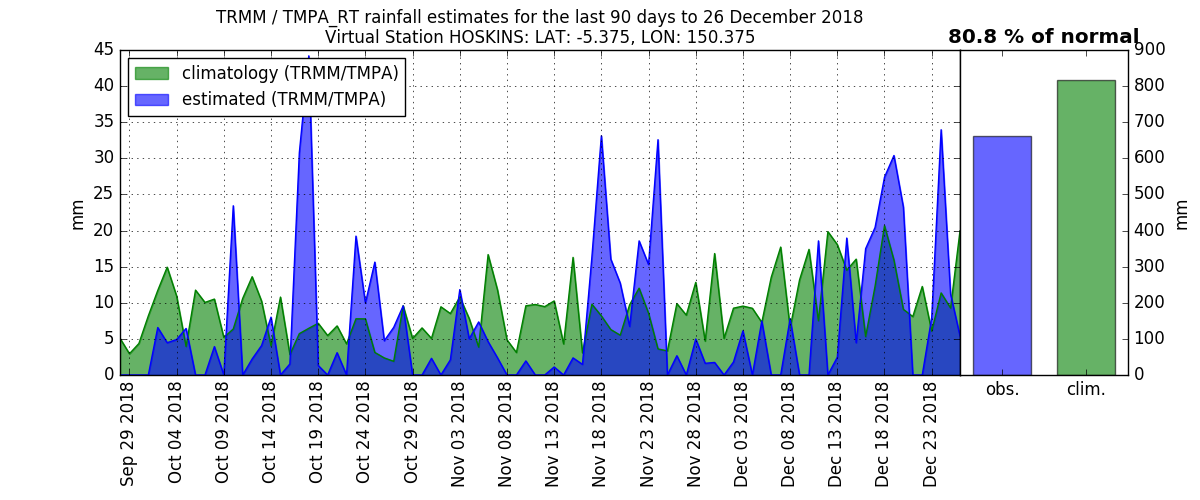 TRMM / TMPA_RT rainfall estimates for the last 90 days to 26 December 2018
Virtual Station HOSKINS: LAT: -5.375, LON: 150.375
80.8 % of normal
climatology (TRMM/TMPA)
estimated (TRMM/TMPA)
mm
45
40
35
30
25
20
15
10
5
0
Sep 29 2018
Oct 04 2018
Oct 09 2018
Oct 14 2018
Oct 19 2018
Oct 24 2018
Oct 29 2018
Nov 03 2018
Nov 08 2018
Nov 13 2018
Nov 18 2018
Nov 23 2018
Nov 28 2018
Dec 03 2018
Dec 08 2018
Dec 13 2018
Dec 18 2018
Dec 23 2018
obs.
clim.
900
800
700
600
500
400
300
200
100
0
mm